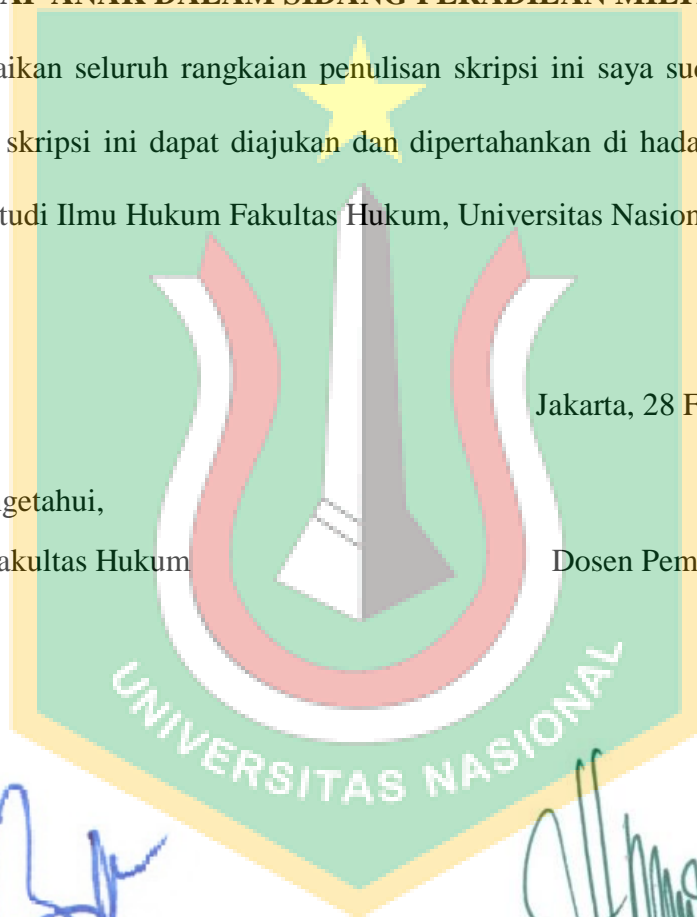 AP ANAK DALAM SIDANG PERADILAN MILI
aikan seluruh rangkaian penulisan skripsi ini saya su
skripsi ini dapat diajukan dan dipertahankan di hada
tudi Ilmu Hukum Fakultas Hukum, Universitas Nasion
Jakarta, 28 F
getahui,
akultas Hukum Dosen Pem
UNIVERSITAS NASIONAL